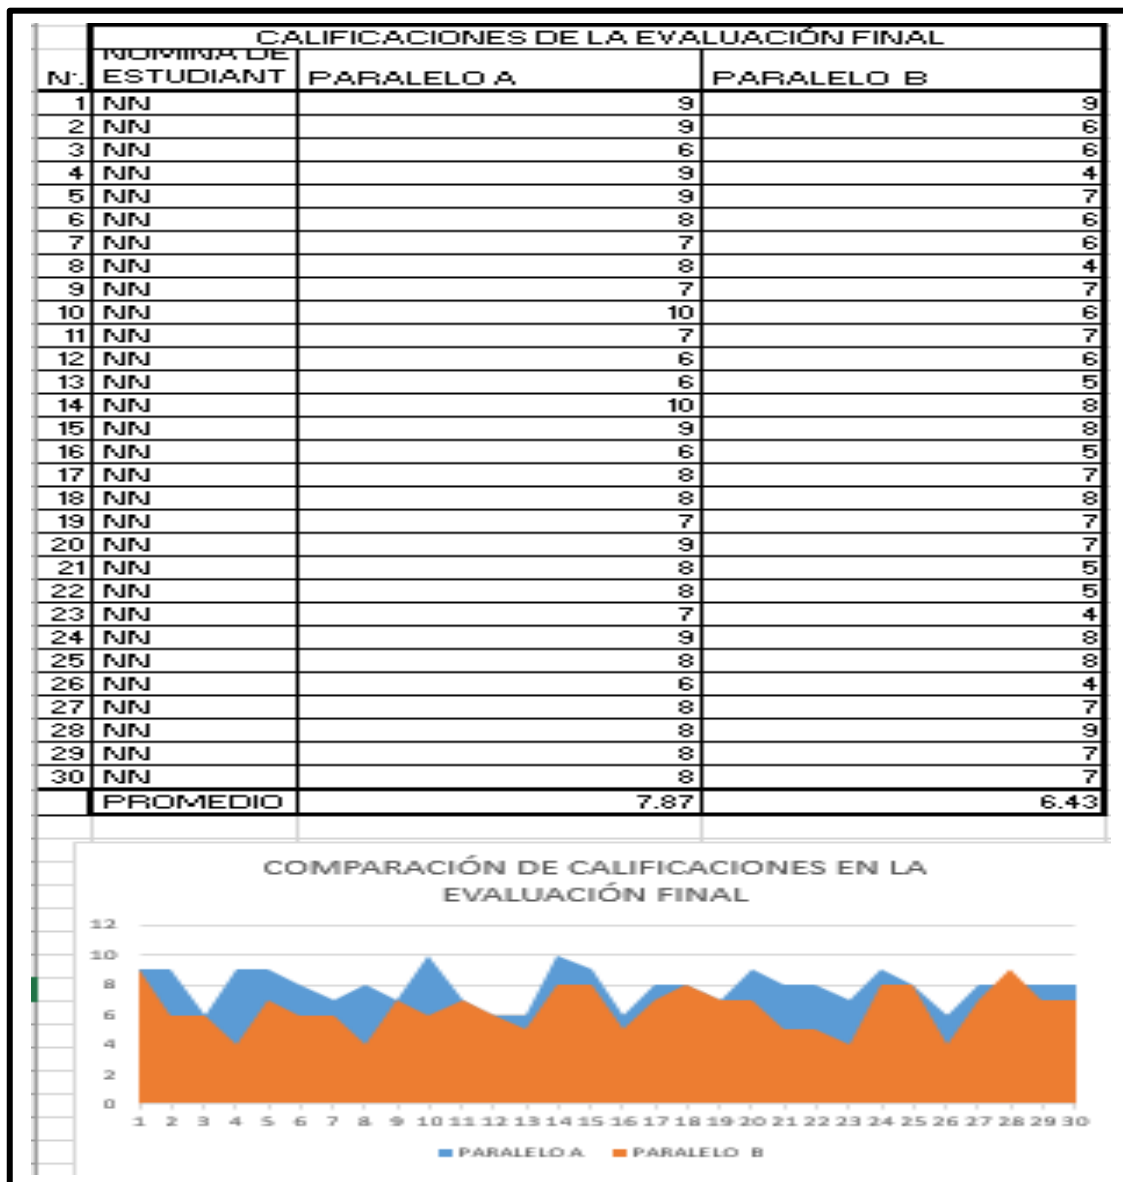 CALIFICACIONES DE LA EVALUACIÓN FINAL
N°. NOMINA DE ESTUDIANT PARALELO A PARALELO B
1 NN 9 9
2 NN 9 6
3 NN 6 6
4 NN 9 4
5 NN 9 7
6 NN 8 6
7 NN 7 6
8 NN 8 4
9 NN 7 7
10 NN 10 6
11 NN 7 7
12 NN 6 6
13 NN 6 5
14 NN 10 8
15 NN 9 8
16 NN 6 5
17 NN 8 7
18 NN 8 8
19 NN 7 7
20 NN 9 7
21 NN 8 5
22 NN 8 5
23 NN 7 4
24 NN 9 8
25 NN 8 8
26 NN 6 4
27 NN 8 7
28 NN 8 9
29 NN 8 7
30 NN 8 7
PROMEDIO 7.87 6.43
COMPARACIÓN DE CALIFICACIONES EN LA
EVALUACIÓN FINAL
12
10
8
6
4
2
0
1 2 3 4 5 6 7 8 9 10 11 12 13 14 15 16 17 18 19 20 21 22 23 24 25 26 27 28 29 30
PARALELO A PARALELO B